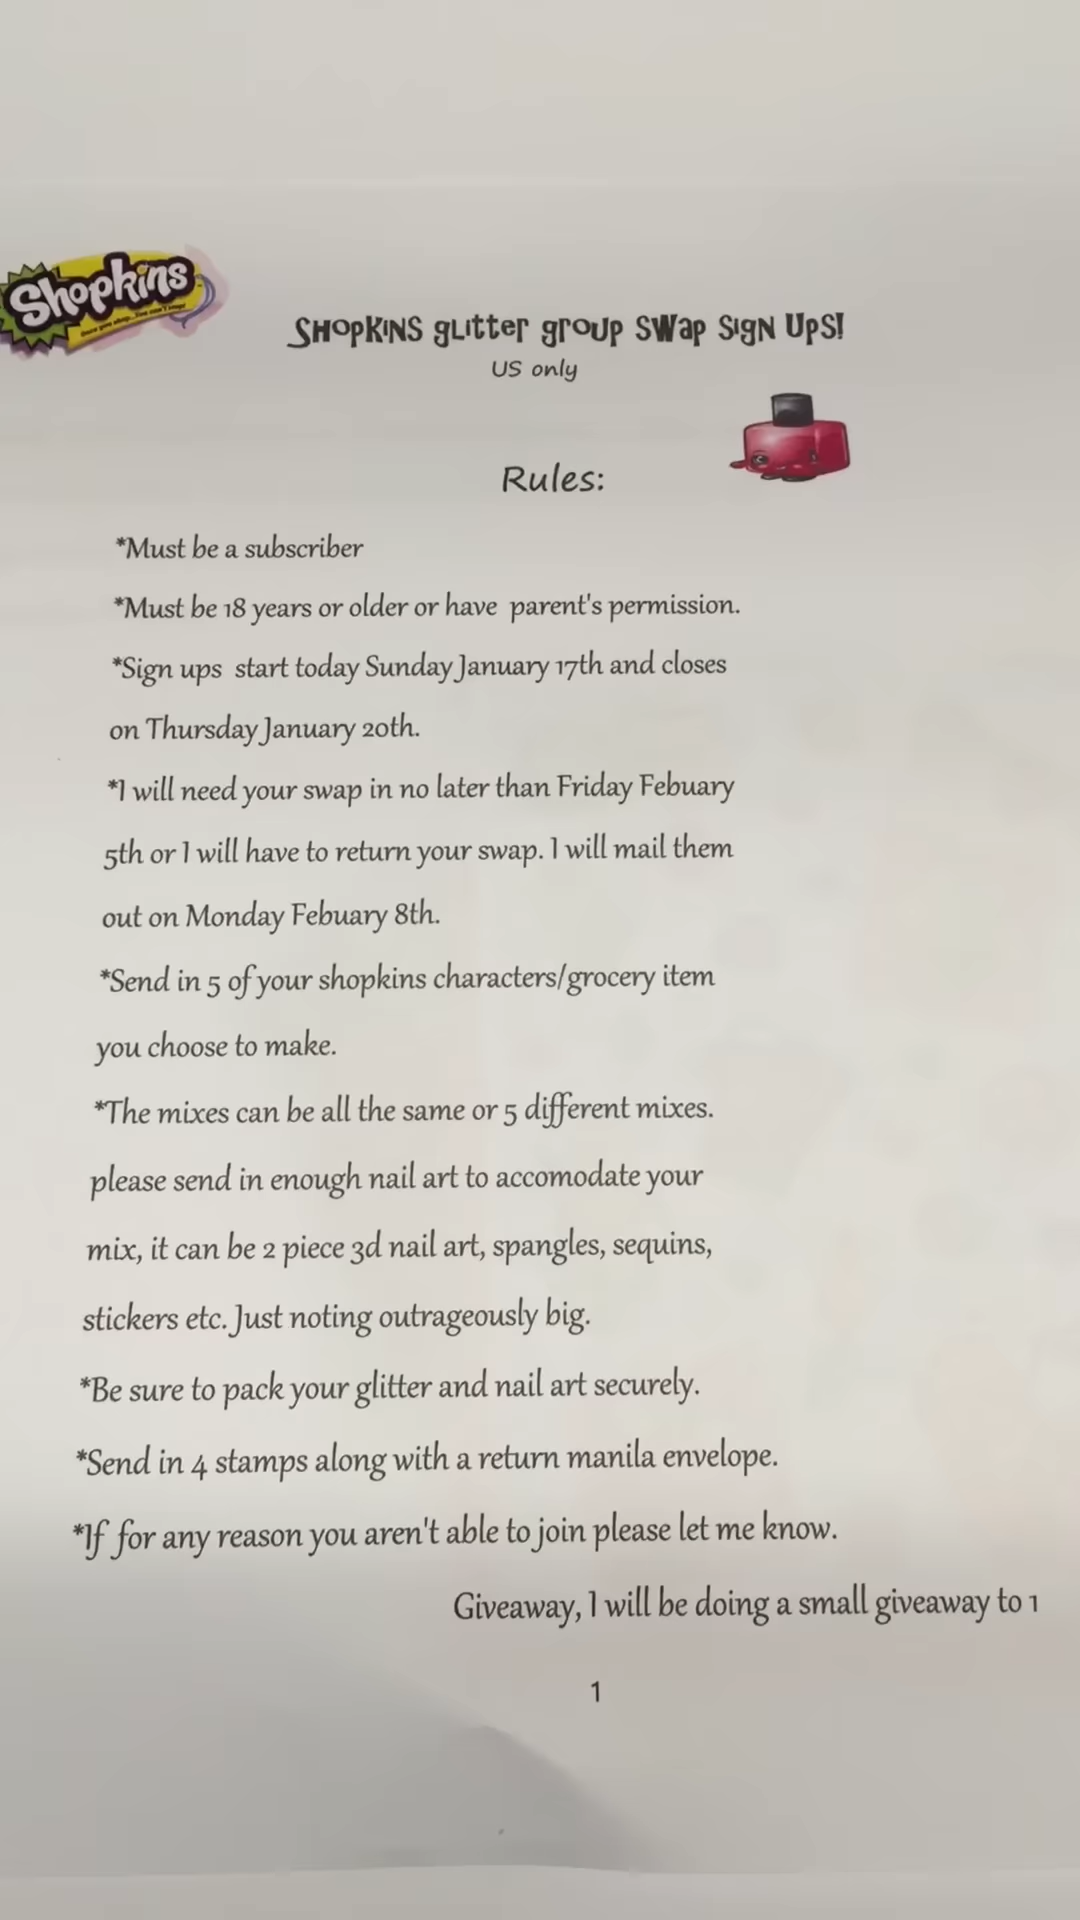 Shopkins
Once you shop...You can't stop!
SHOPKINS GLITTER GROUP SWAP SIGN UPS!
US only
Rules:
*Must be a subscriber
*Must be 18 years or older or have parent's permission.
*Sign ups start today Sunday January 17th and closes
on Thursday January 20th.
*I will need your swap in no later than Friday Febuary
5th or I will have to return your swap. I will mail them
out on Monday Febuary 8th.
*Send in 5 of your shopkins characters/grocery item
you choose to make.
*The mixes can be all the same or 5 different mixes.
please send in enough nail art to accomodate your
mix, it can be 2 piece 3d nail art, spangles, sequins,
stickers etc. Just noting outrageously big.
*Be sure to pack your glitter and nail art securely.
*Send in 4 stamps along with a return manila envelope.
*If for any reason you aren't able to join please let me know.
Giveaway, I will be doing a small giveaway to 1
1